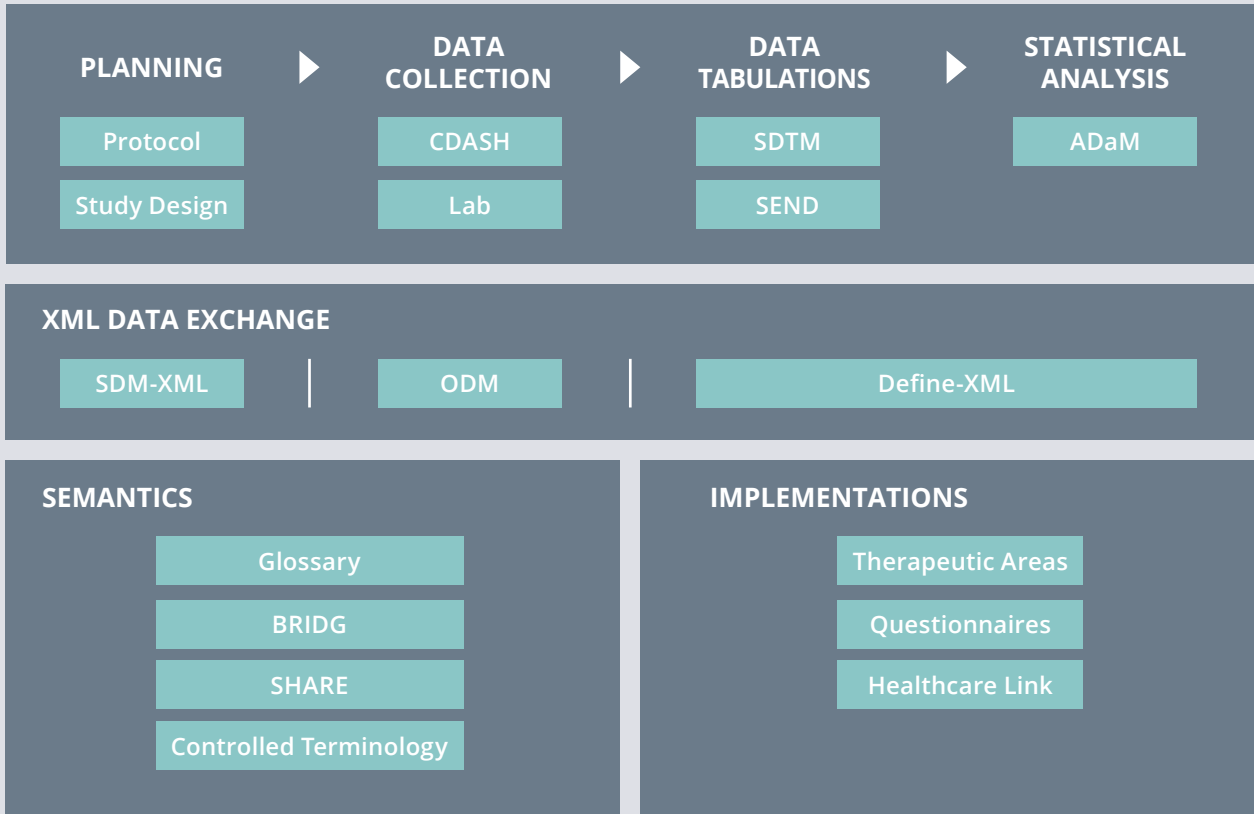 PLANNING
DATA
COLLECTION
DATA
TABULATIONS
STATISTICAL
ANALYSIS
Protocol
CDASH
SDTM
ADaM
Study Design
Lab
SEND
XML DATA EXCHANGE
SDM-XML
ODM
Define-XML
SEMANTICS
Glossary
BRIDG
SHARE
Controlled Terminology
IMPLEMENTATIONS
Therapeutic Areas
Questionnaires
Healthcare Link